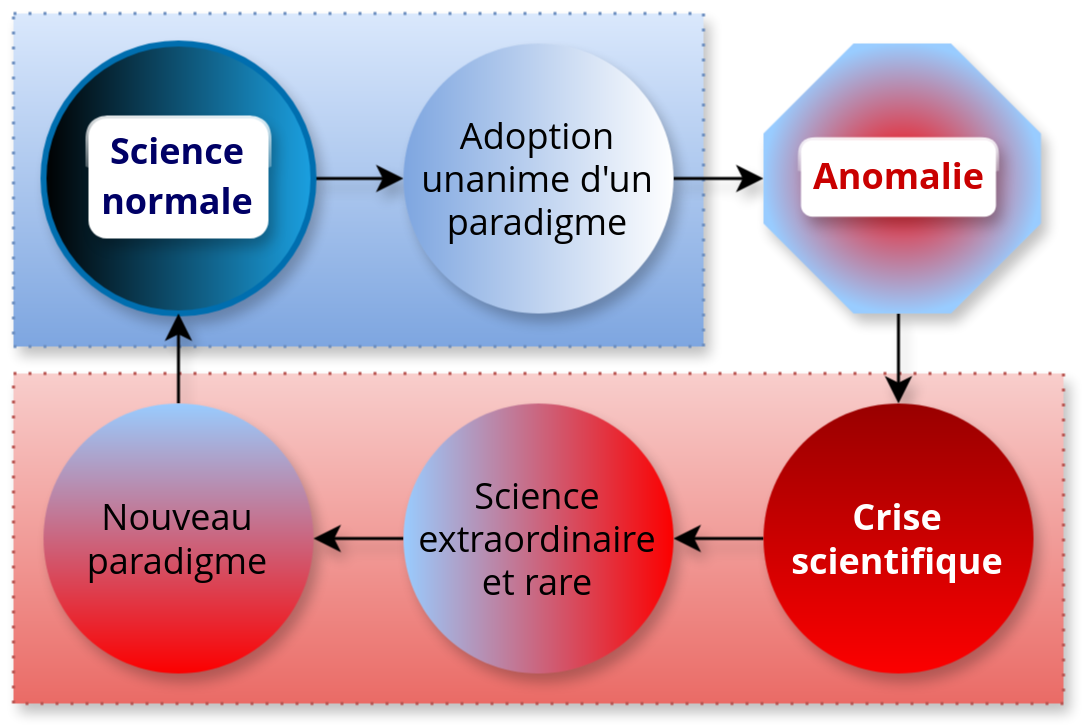 Science
normale
Adoption
unanime d'un
paradigme
Anomalie
Nouveau
paradigme
Science
extraordinaire
et rare
Crise
scientifique